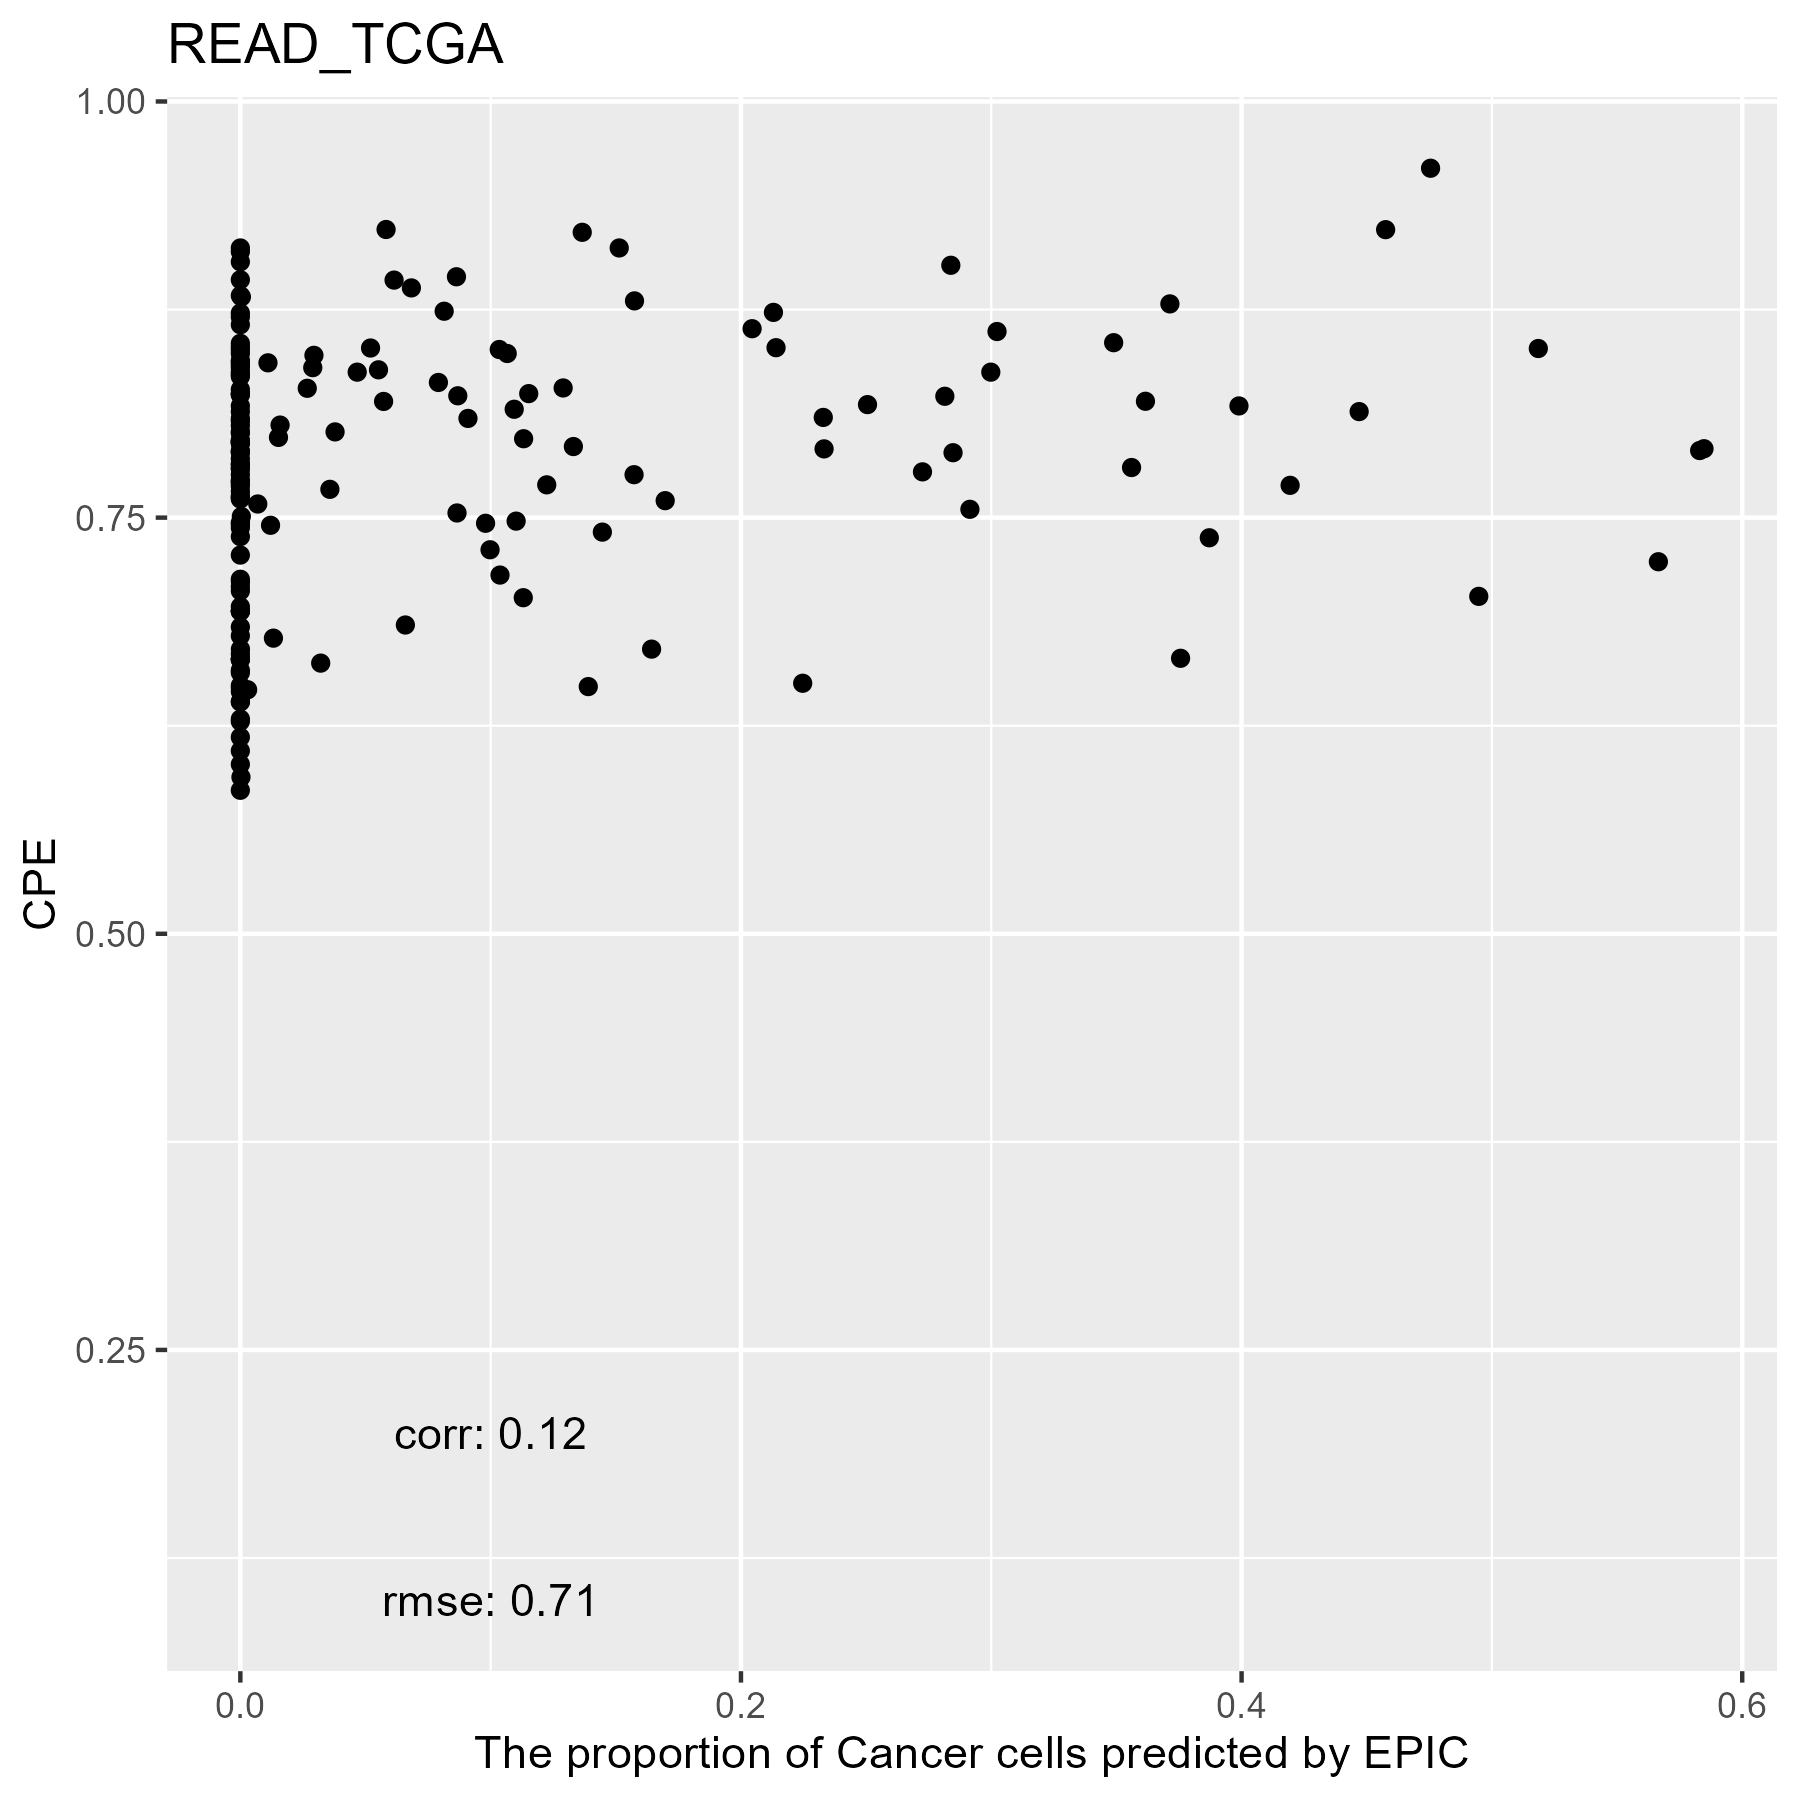 READ_TCGA
1.00
0.75
0.50
0.25
CPE
corr: 0.12
rmse: 0.71
0.0 0.2 0.4 0.6
The proportion of Cancer cells predicted by EPIC